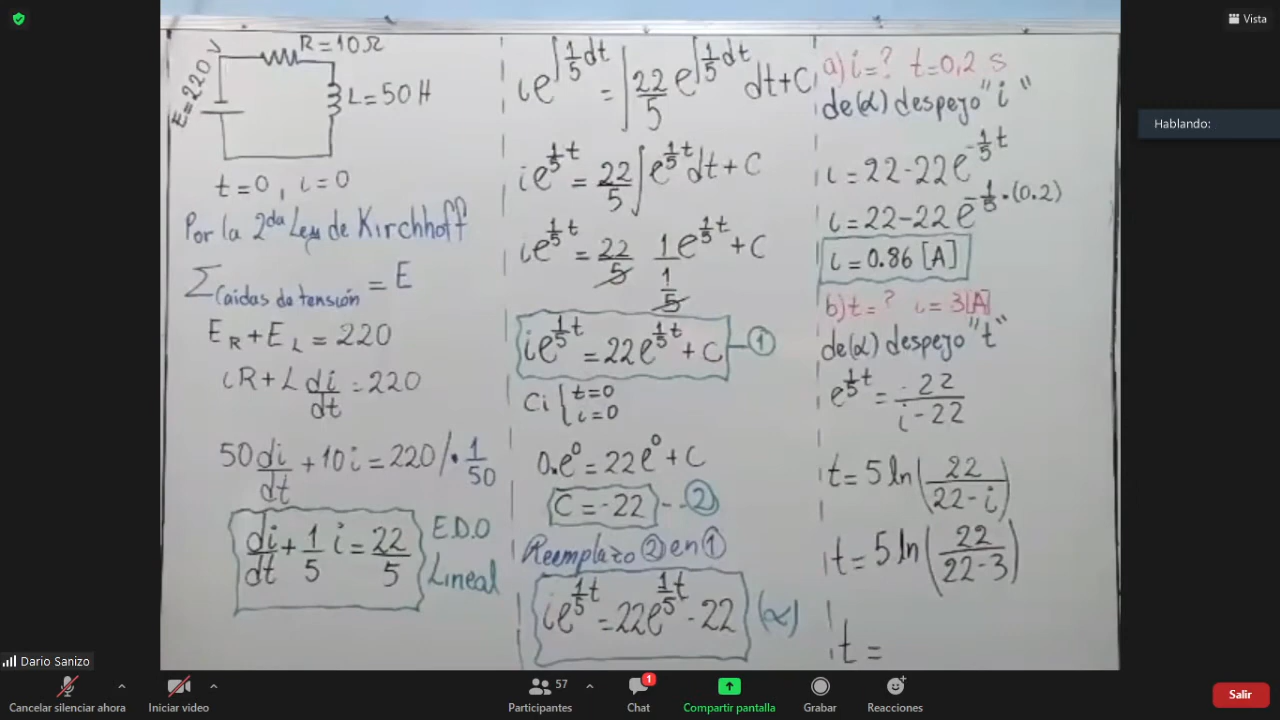 Vista
Hablando:
E=220
R=10Ω
L=50 H
t=0, i=0
Por la 2da Ley de Kirchhoff
∑Caidas de tensión = E
E_R + E_L = 220
iR + L di/dt = 220
50 di/dt + 10i = 220 /· 1/50
di/dt + 1/5 i = 22/5
E.D.O
Lineal
ie^(∫1/5 dt) = ∫ 22/5 e^(∫1/5 dt) dt + C
ie^(1/5 t) = 22/5 ∫ e^(1/5 t) dt + C
ie^(1/5 t) = 22/5 1/(1/5) e^(1/5 t) + C
ie^(1/5 t) = 22e^(1/5 t) + C — ①
Ci { t=0
i=0
0.e^0 = 22e^0 + C
C = -22 -- ②
Reemplazo ② en ①
ie^(1/5 t) = 22e^(1/5 t) - 22 (α)
a) i=? t=0,2 s
de(α) despejo "i"
i = 22-22e^(-1/5 t)
i = 22-22e^(-1/5·(0.2))
i = 0.86 [A]
b) t=? i=3[A]
de(α) despejo "t"
e^(1/5 t) = -22/(i-22)
t = 5 ln(22/(22-i))
t = 5 ln(22/(22-3))
t =
Dario Sanizo
57
1
Cancelar silenciar ahora
Iniciar video
Participantes
Chat
Compartir pantalla
Grabar
Reacciones
Salir